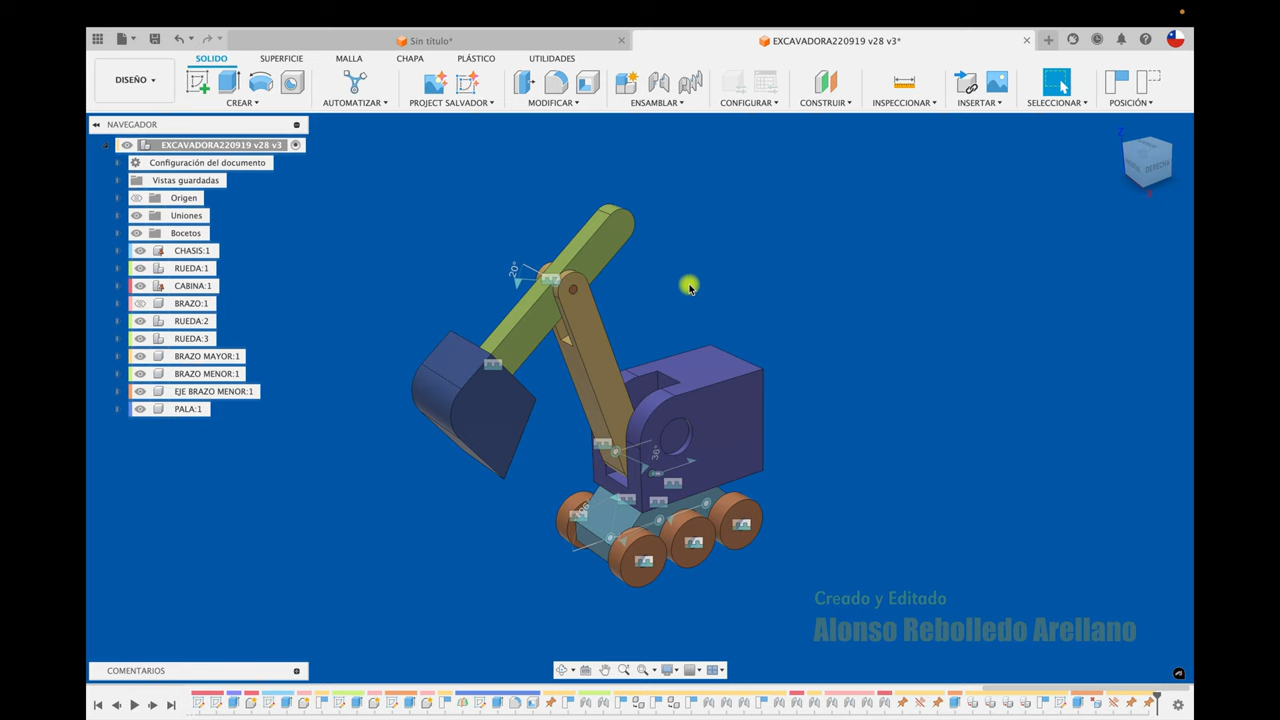 Sin título*
EXCAVADORA220919 v28 v3*
SOLIDO
SUPERFICIE
MALLA
CHAPA
PLÁSTICO
UTILIDADES
DISEÑO
CREAR
AUTOMATIZAR
PROJECT SALVADOR
MODIFICAR
ENSAMBLAR
CONFIGURAR
CONSTRUIR
INSPECCIONAR
INSERTAR
SELECCIONAR
POSICIÓN
NAVEGADOR
EXCAVADORA220919 v28 v3
Configuración del documento
Vistas guardadas
Origen
Uniones
Bocetos
CHASIS:1
RUEDA:1
CABINA:1
BRAZO:1
RUEDA:2
RUEDA:3
BRAZO MAYOR:1
BRAZO MENOR:1
EJE BRAZO MENOR:1
PALA:1
Z
DERECHA
X
20°
36°
Creado y Editado
Alonso Rebolledo Arellano
COMENTARIOS